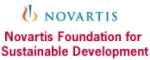 NOVARTIS
Novartis Foundation for
Sustainable Development